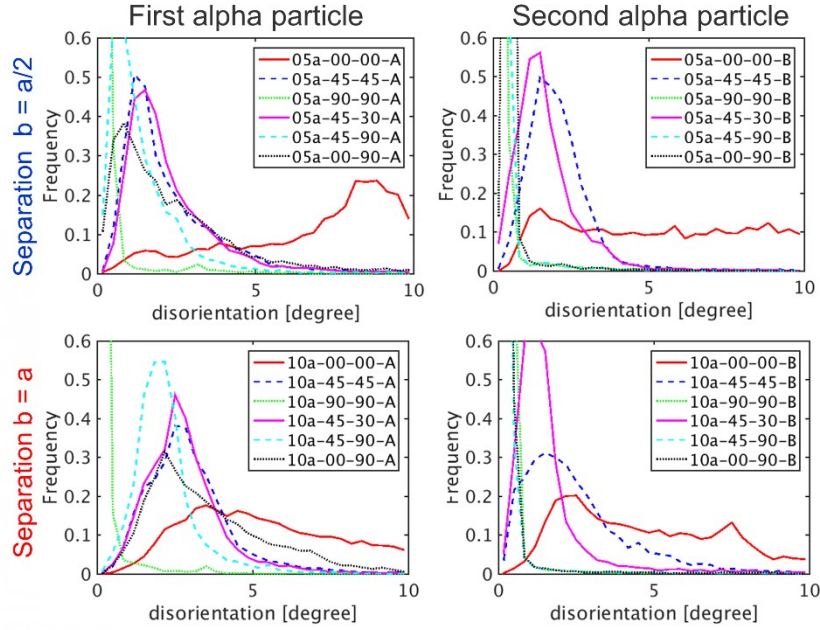 First alpha particle
Second alpha particle
Separation b = a/2
Frequency
0.6
0.5
0.4
0.3
0.2
0.1
0
0
5
10
disorientation [degree]
05a-00-00-A
05a-45-45-A
05a-90-90-A
05a-45-30-A
05a-45-90-A
05a-00-90-A
Frequency
0.6
0.5
0.4
0.3
0.2
0.1
0
0
5
10
disorientation [degree]
05a-00-00-B
05a-45-45-B
05a-90-90-B
05a-45-30-B
05a-45-90-B
05a-00-90-B
Separation b = a
Frequency
0.6
0.5
0.4
0.3
0.2
0.1
0
0
5
10
disorientation [degree]
10a-00-00-A
10a-45-45-A
10a-90-90-A
10a-45-30-A
10a-45-90-A
10a-00-90-A
Frequency
0.6
0.5
0.4
0.3
0.2
0.1
0
0
5
10
disorientation [degree]
10a-00-00-B
10a-45-45-B
10a-90-90-B
10a-45-30-B
10a-45-90-B
10a-00-90-B